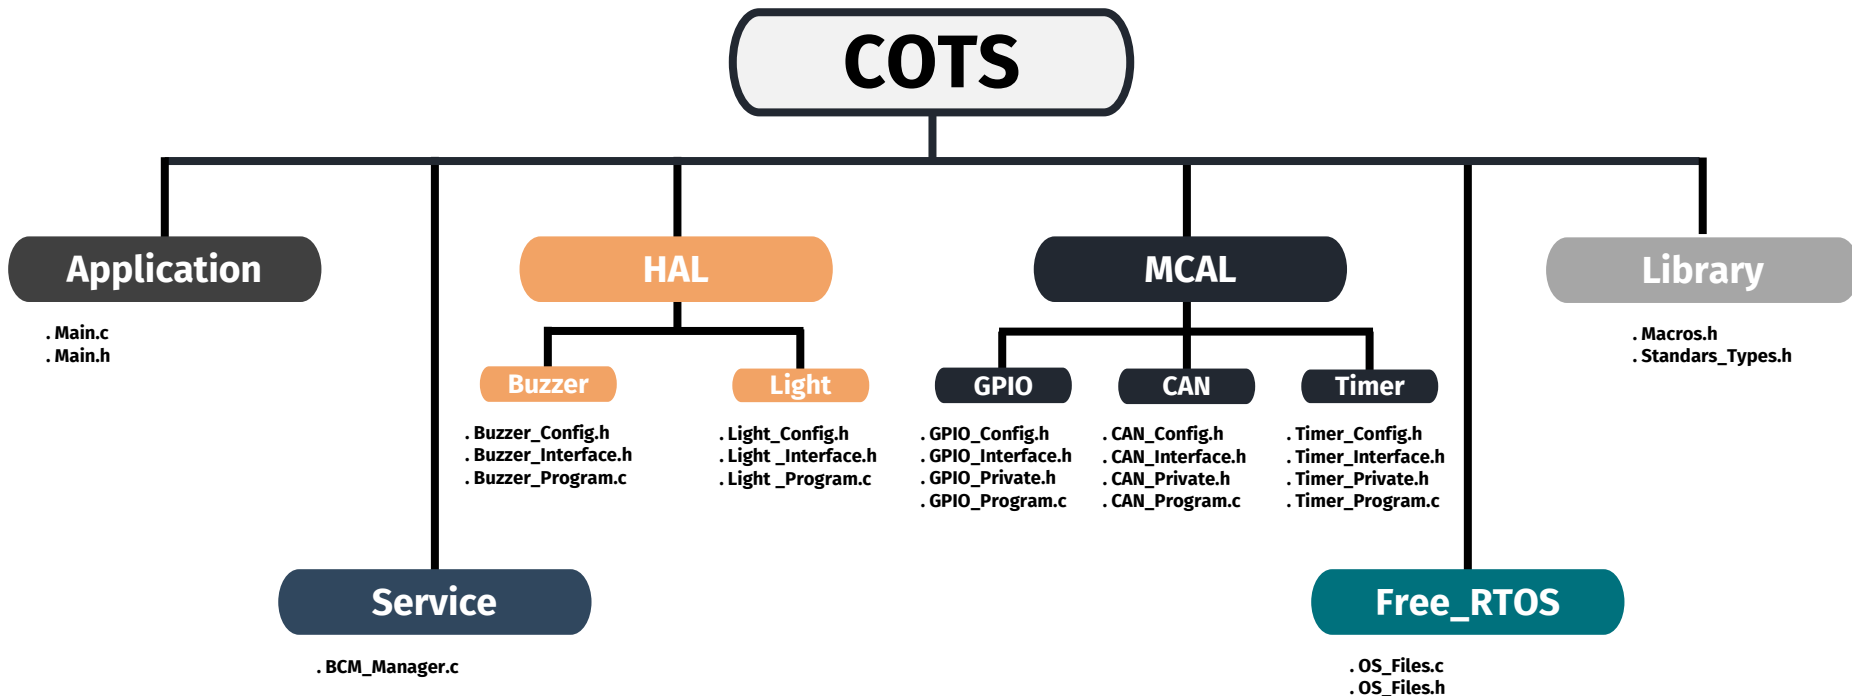 COTS
Application
. Main.c
. Main.h
HAL
Buzzer
. Buzzer_Config.h
. Buzzer_Interface.h
. Buzzer_Program.c
Light
. Light_Config.h
. Light _Interface.h
. Light _Program.c
MCAL
GPIO
. GPIO_Config.h
. GPIO_Interface.h
. GPIO_Private.h
. GPIO_Program.c
CAN
. CAN_Config.h
. CAN_Interface.h
. CAN_Private.h
. CAN_Program.c
Timer
. Timer_Config.h
. Timer_Interface.h
. Timer_Private.h
. Timer_Program.c
Library
. Macros.h
. Standars_Types.h
Service
. BCM_Manager.c
Free_RTOS
. OS_Files.c
. OS_Files.h